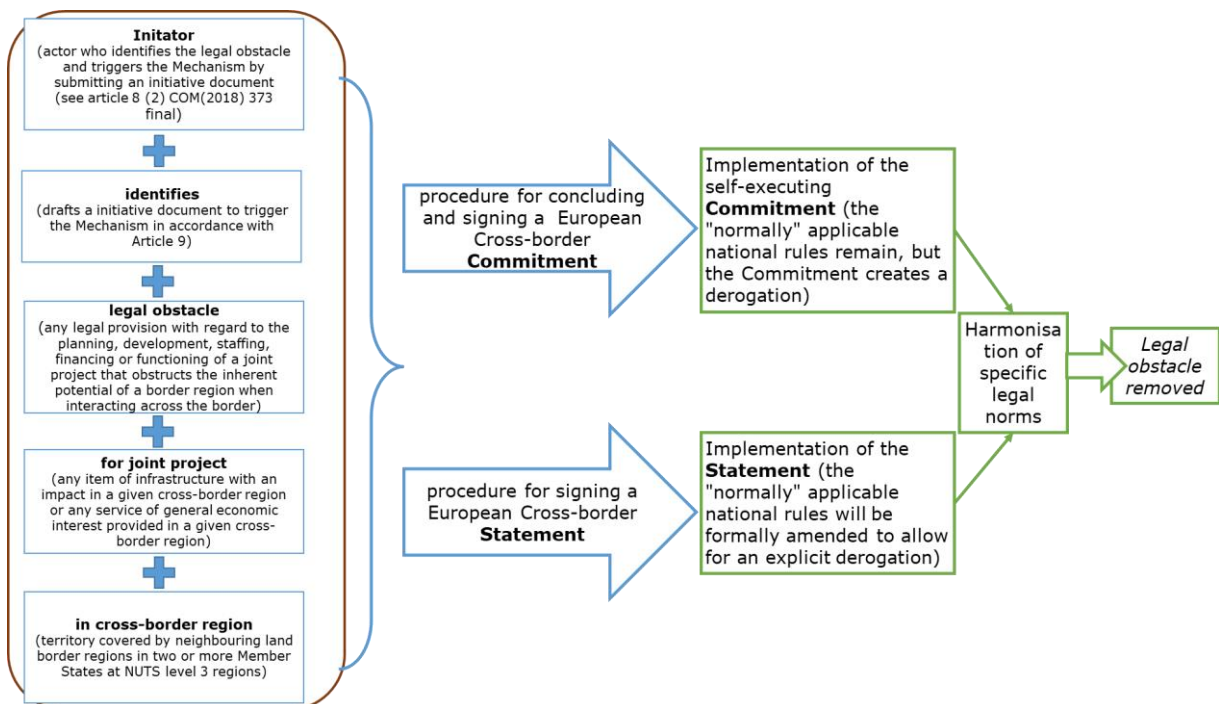 Initator
(actor who identifies the legal obstacle
and triggers the Mechanism by
submitting an initiative document
(see article 8 (2) COM(2018) 373
final)
identifies
(drafts a initiative document to trigger
the Mechanism in accordance with
Article 9)
legal obstacle
(any legal provision with regard to the
planning, development, staffing,
financing or functioning of a joint
project that obstructs the inherent
potential of a border region when
interacting across the border)
for joint project
(any item of infrastructure with an
impact in a given cross-border region
or any service of general economic
interest provided in a given cross-
border region)
in cross-border region
(territory covered by neighbouring land
border regions in two or more Member
States at NUTS level 3 regions)
procedure for concluding
and signing a European
Cross-border
Commitment
procedure for signing a
European Cross-border
Statement
Implementation of the
self-executing
Commitment (the
"normally" applicable
national rules remain, but
the Commitment creates a
derogation)
Implementation of the
Statement (the
"normally" applicable
national rules will be
formally amended to allow
for an explicit derogation)
Harmonisa
tion of
specific
legal
norms
Legal
obstacle
removed